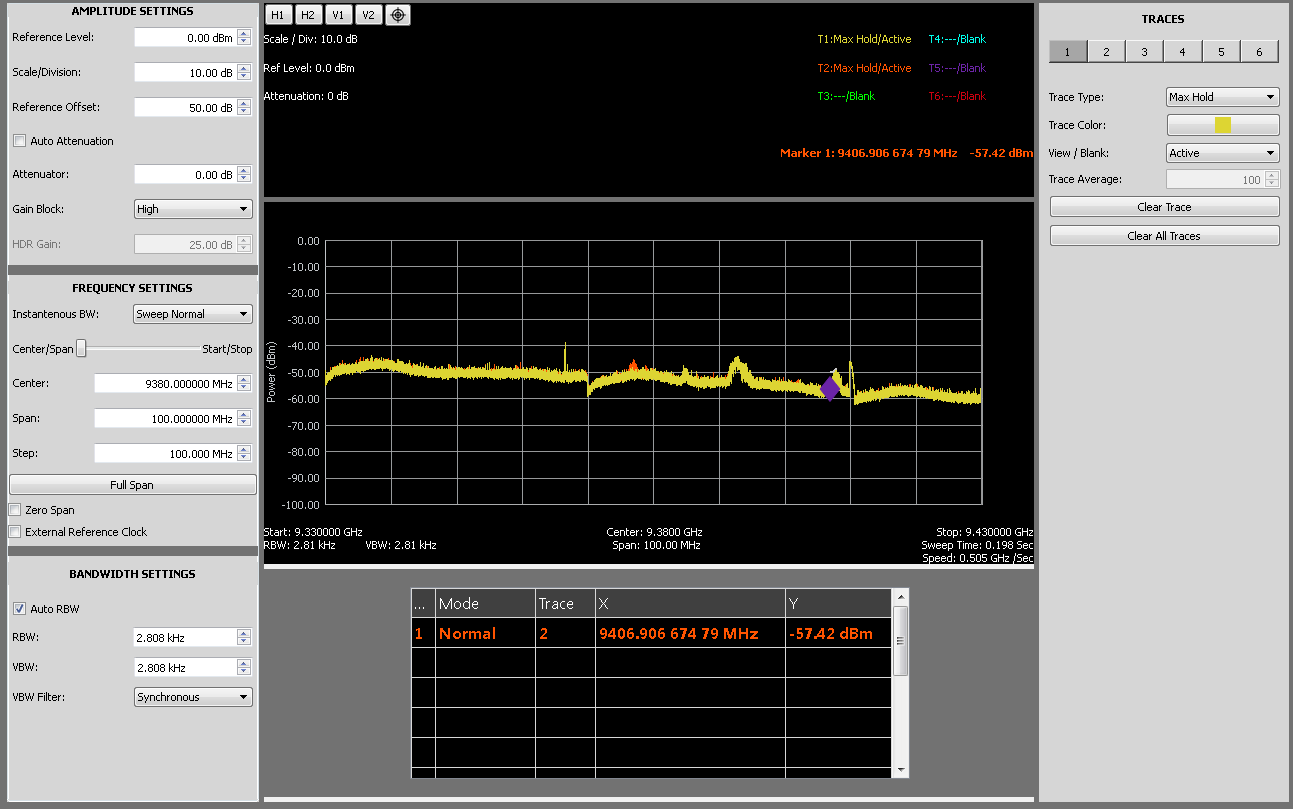 AMPLITUDE SETTINGS
Reference Level: 0.00 dBm
Scale/Division: 10.00 dB
Reference Offset: 50.00 dB
Auto Attenuation
Attenuator: 0.00 dB
Gain Block: High
HDR Gain: 25.00 dB
FREQUENCY SETTINGS
Instantenous BW: Sweep Normal
Center/Span Start/Stop
Center: 9380.000000 MHz
Span: 100.000000 MHz
Step: 100.000 MHz
Full Span
Zero Span
External Reference Clock
BANDWIDTH SETTINGS
Auto RBW
RBW: 2.808 kHz
VBW: 2.808 kHz
VBW Filter: Synchronous
H1 H2 V1 V2
Scale / Div: 10.0 dB
Ref Level: 0.0 dBm
Attenuation: 0 dB
T1:Max Hold/Active T4:---/Blank
T2:Max Hold/Active T5:---/Blank
T3:---/Blank T6:---/Blank
Marker 1: 9406.906 674 79 MHz -57.42 dBm
Power (dBm)
0.00
-10.00
-20.00
-30.00
-40.00
-50.00
-60.00
-70.00
-80.00
-90.00
-100.00
Start: 9.330000 GHz Center: 9.3800 GHz Stop: 9.430000 GHz
RBW: 2.81 kHz VBW: 2.81 kHz Span: 100.00 MHz Sweep Time: 0.198 Sec
Speed: 0.505 GHz /Sec
... Mode Trace X Y
1 Normal 2 9406.906 674 79 MHz -57.42 dBm
TRACES
1 2 3 4 5 6
Trace Type: Max Hold
Trace Color:
View / Blank: Active
Trace Average: 100
Clear Trace
Clear All Traces